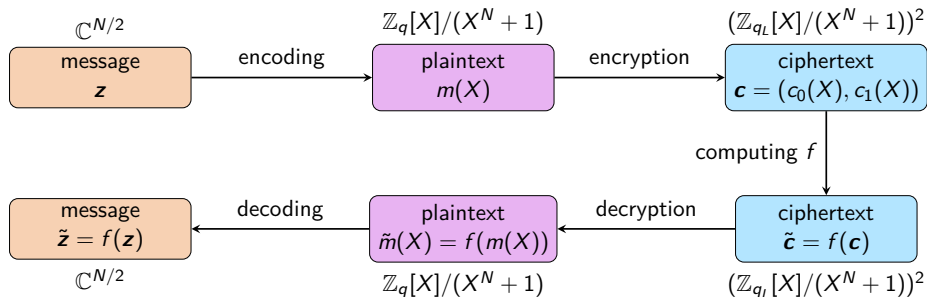 ℂ^{N/2}
ℤ_q[X]/(X^N + 1)
(ℤ_{q_L}[X]/(X^N + 1))^2
message
z
encoding
plaintext
m(X)
encryption
ciphertext
c = (c_0(X), c_1(X))
computing f
message
z̃ = f(z)
decoding
plaintext
m̃(X) = f(m(X))
decryption
ciphertext
c̃ = f(c)
ℂ^{N/2}
ℤ_q[X]/(X^N + 1)
(ℤ_{q_l}[X]/(X^N + 1))^2